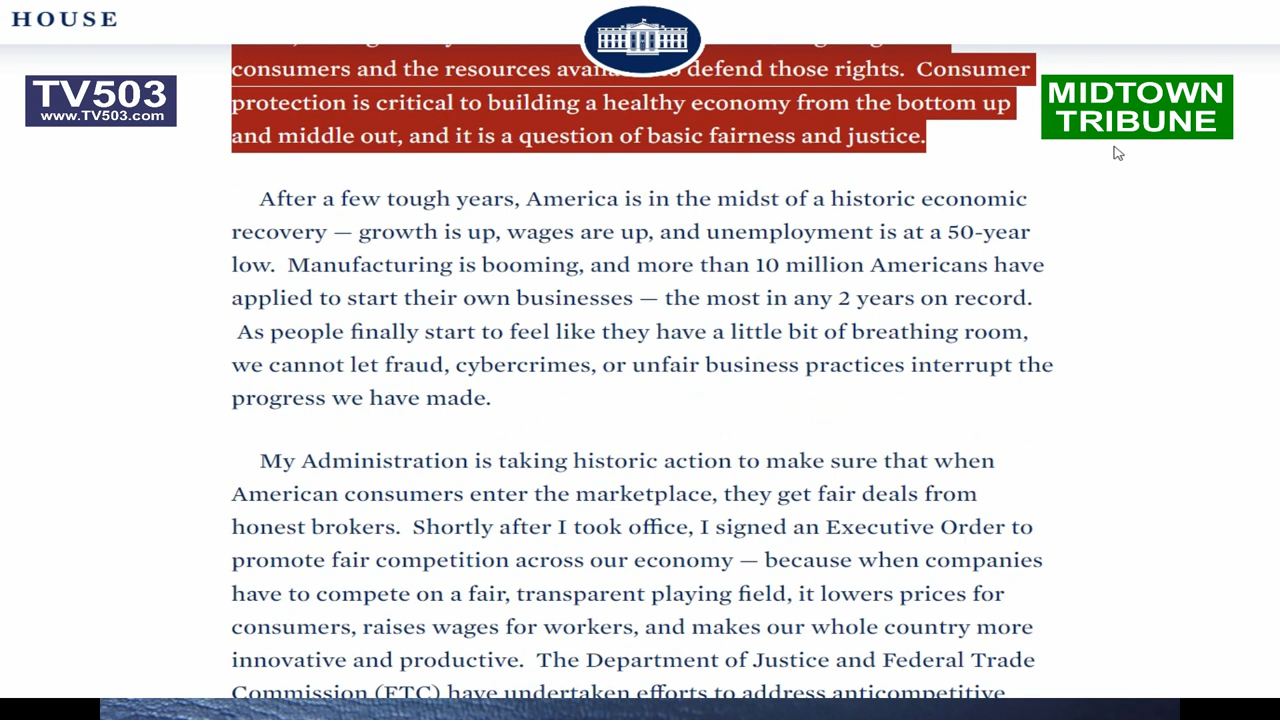 HOUSE
consumers and the resources defend those rights. Consumer
protection is critical to building a healthy economy from the bottom up
and middle out, and it is a question of basic fairness and justice.
TV503
www.TV503.com
MIDTOWN
TRIBUNE
After a few tough years, America is in the midst of a historic economic
recovery — growth is up, wages are up, and unemployment is at a 50-year
low. Manufacturing is booming, and more than 10 million Americans have
applied to start their own businesses — the most in any 2 years on record.
As people finally start to feel like they have a little bit of breathing room,
we cannot let fraud, cybercrimes, or unfair business practices interrupt the
progress we have made.
My Administration is taking historic action to make sure that when
American consumers enter the marketplace, they get fair deals from
honest brokers. Shortly after I took office, I signed an Executive Order to
promote fair competition across our economy — because when companies
have to compete on a fair, transparent playing field, it lowers prices for
consumers, raises wages for workers, and makes our whole country more
innovative and productive. The Department of Justice and Federal Trade
Commission (FTC) have undertaken efforts to address anticompetitive